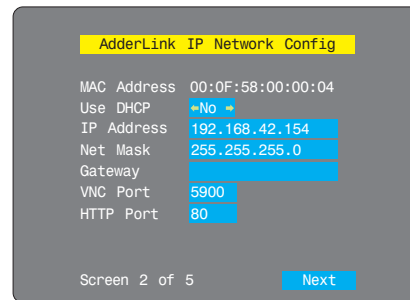 AdderLink IP Network Config
MAC Address 00:0F:58:00:00:04
Use DHCP ←No →
IP Address 192.168.42.154
Net Mask 255.255.255.0
Gateway
VNC Port 5900
HTTP Port 80
Screen 2 of 5 Next